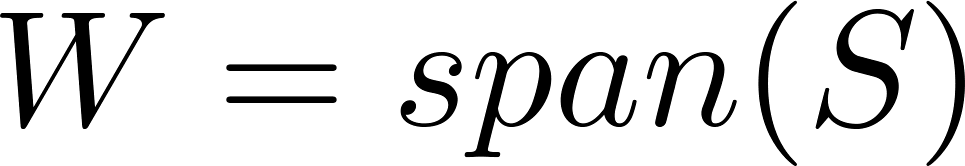 W = span(S)